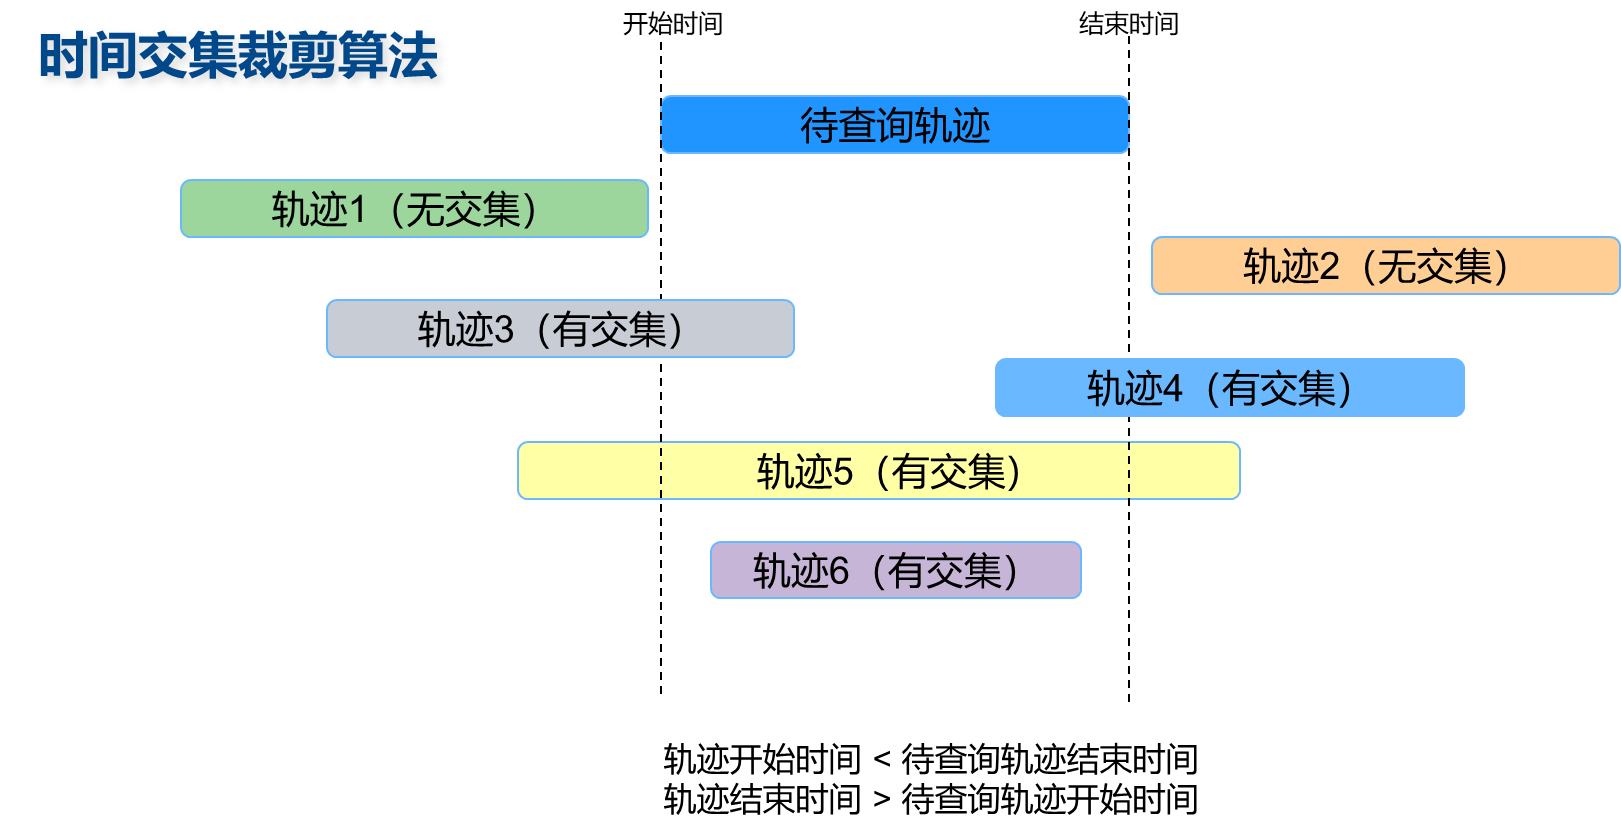 开始时间
结束时间
时间交集裁剪算法
待查询轨迹
轨迹1（无交集）
轨迹2（无交集）
轨迹3（有交集）
轨迹4（有交集）
轨迹5（有交集）
轨迹6（有交集）
轨迹开始时间 < 待查询轨迹结束时间
轨迹结束时间 > 待查询轨迹开始时间